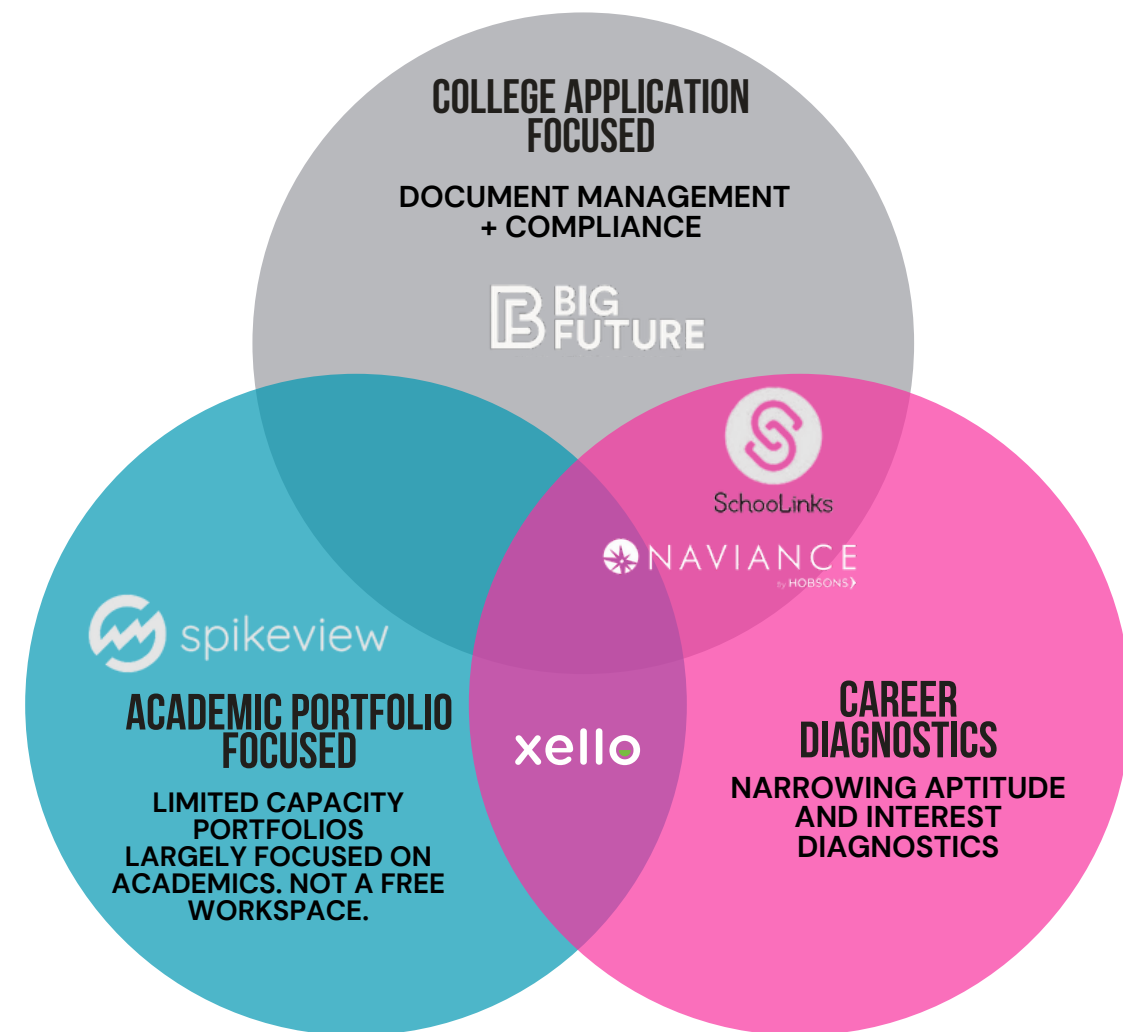 COLLEGE APPLICATION
FOCUSED
DOCUMENT MANAGEMENT
+ COMPLIANCE
BIG
FUTURE
SchooLinks
NAVIANCE
by HOBSONS
spikeview
ACADEMIC PORTFOLIO
FOCUSED
LIMITED CAPACITY
PORTFOLIOS
LARGELY FOCUSED ON
ACADEMICS. NOT A FREE
WORKSPACE.
xello
CAREER
DIAGNOSTICS
NARROWING APTITUDE
AND INTEREST
DIAGNOSTICS